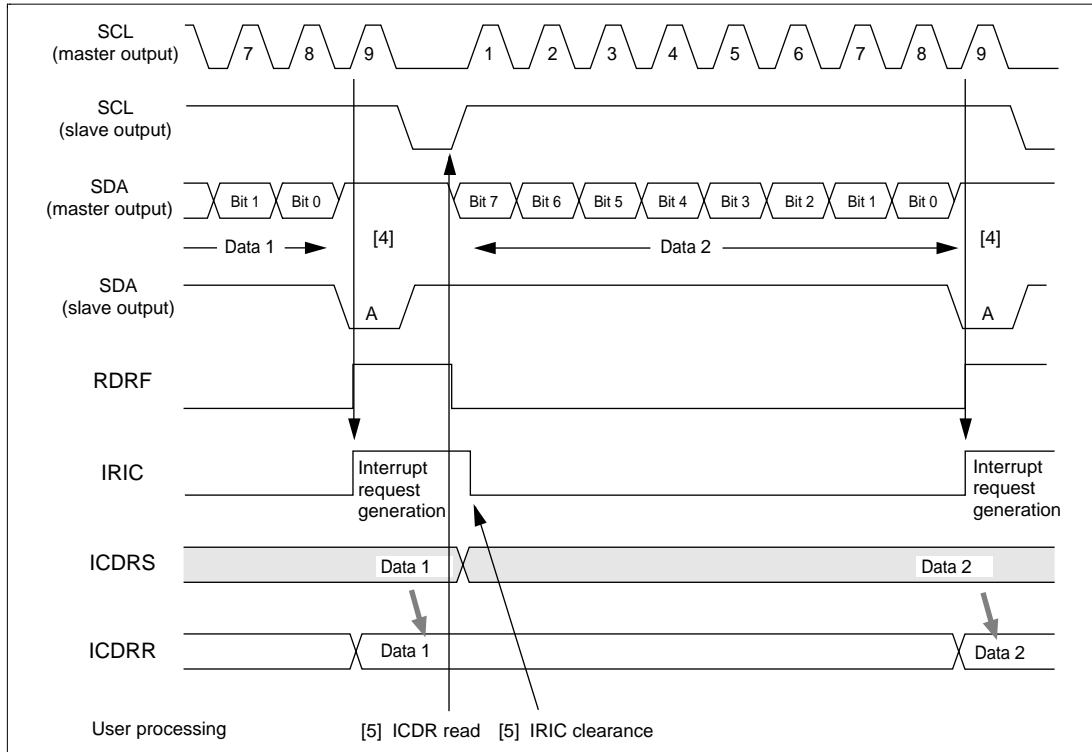 SCL
(master output)
7 8 9 1 2 3 4 5 6 7 8 9
SCL
(slave output)
SDA
(master output)
Bit 1 Bit 0 Bit 7 Bit 6 Bit 5 Bit 4 Bit 3 Bit 2 Bit 1 Bit 0
Data 1 [4] Data 2 [4]
SDA
(slave output)
A A
RDRF
IRIC
Interrupt
request
generation
Interrupt
request
generation
ICDRS
Data 1 Data 2
ICDRR
Data 1 Data 2
User processing [5] ICDR read [5] IRIC clearance